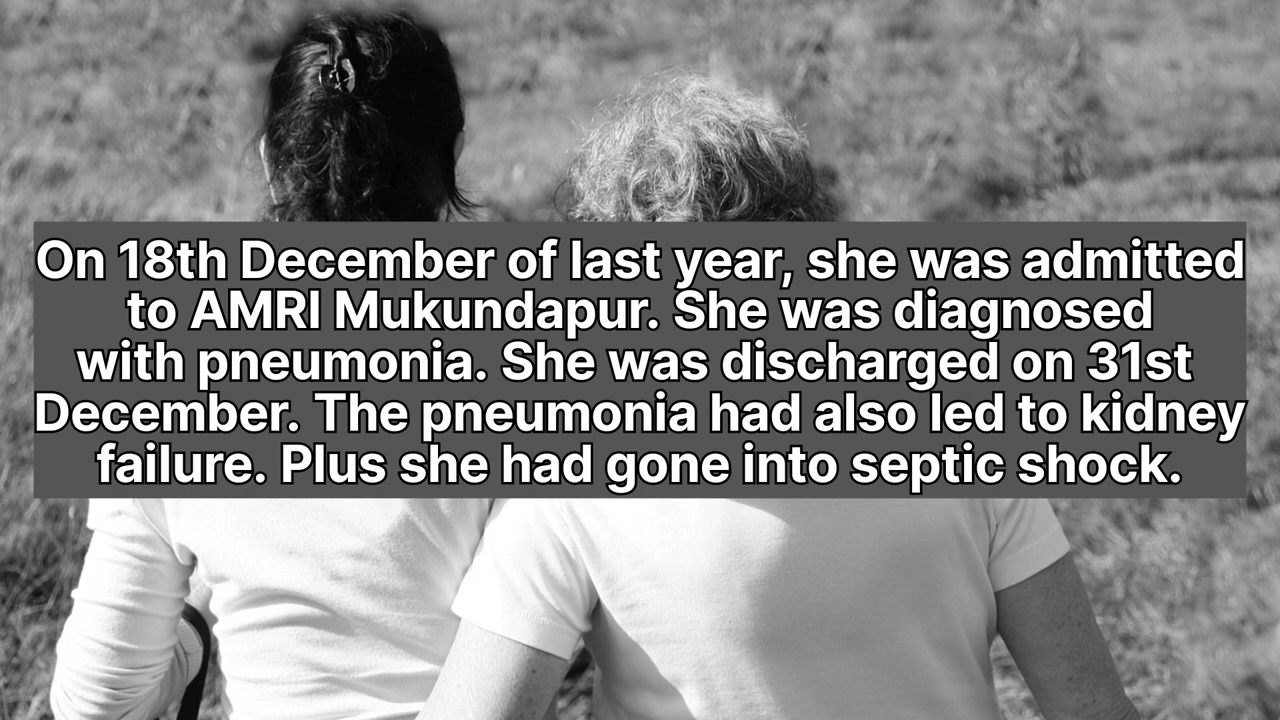 On 18th December of last year, she was admitted
to AMRI Mukundapur. She was diagnosed
with pneumonia. She was discharged on 31st
December. The pneumonia had also led to kidney
failure. Plus she had gone into septic shock.